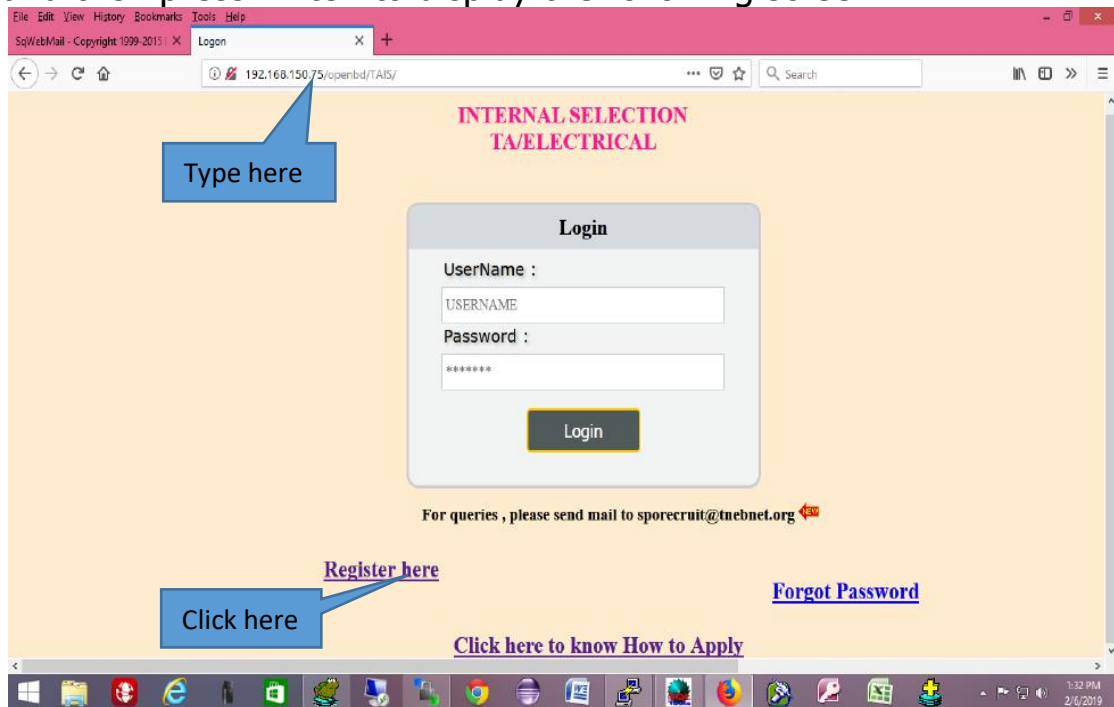 File Edit View History Bookmarks Tools Help
SqWebMail - Copyright 1999-2015 Logon
192.168.150.75/openbd/TAIS/ Search
INTERNAL SELECTION
TA/ELECTRICAL
Type here
Login
UserName :
USERNAME
Password :
*******
Login
For queries , please send mail to sporecruit@tnebnet.org NEW
Register here
Forgot Password
Click here
Click here to know How to Apply
1:32 PM
2/6/2019